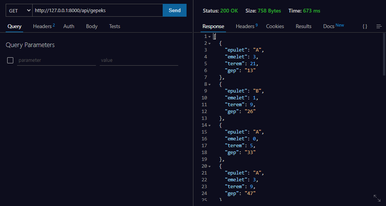 GET http://127.0.0.1:8000/api/gepeks Send
Status: 200 OK Size: 758 Bytes Time: 673 ms
Query Headers 2 Auth Body Tests
Response Headers 9 Cookies Results Docs New {}
Query Parameters
parameter value
1 [
2 {
3 "epulet": "A",
4 "emelet": 3,
5 "terem": 21,
6 "gep": "13"
7 },
8 {
9 "epulet": "B",
10 "emelet": 1,
11 "terem": 9,
12 "gep": "26"
13 },
14 {
15 "epulet": "A",
16 "emelet": 0,
17 "terem": 5,
18 "gep": "33"
19 },
20 {
21 "epulet": "A",
22 "emelet": 3,
23 "terem": 9,
24 "gep": "47"